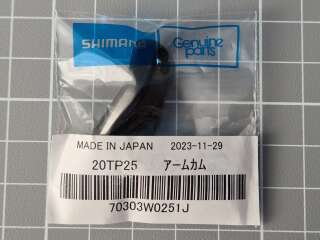 SHIMANO
Genuine
parts
MADE IN JAPAN 2023-11-29
20TP25 アームカム
70303W0251J